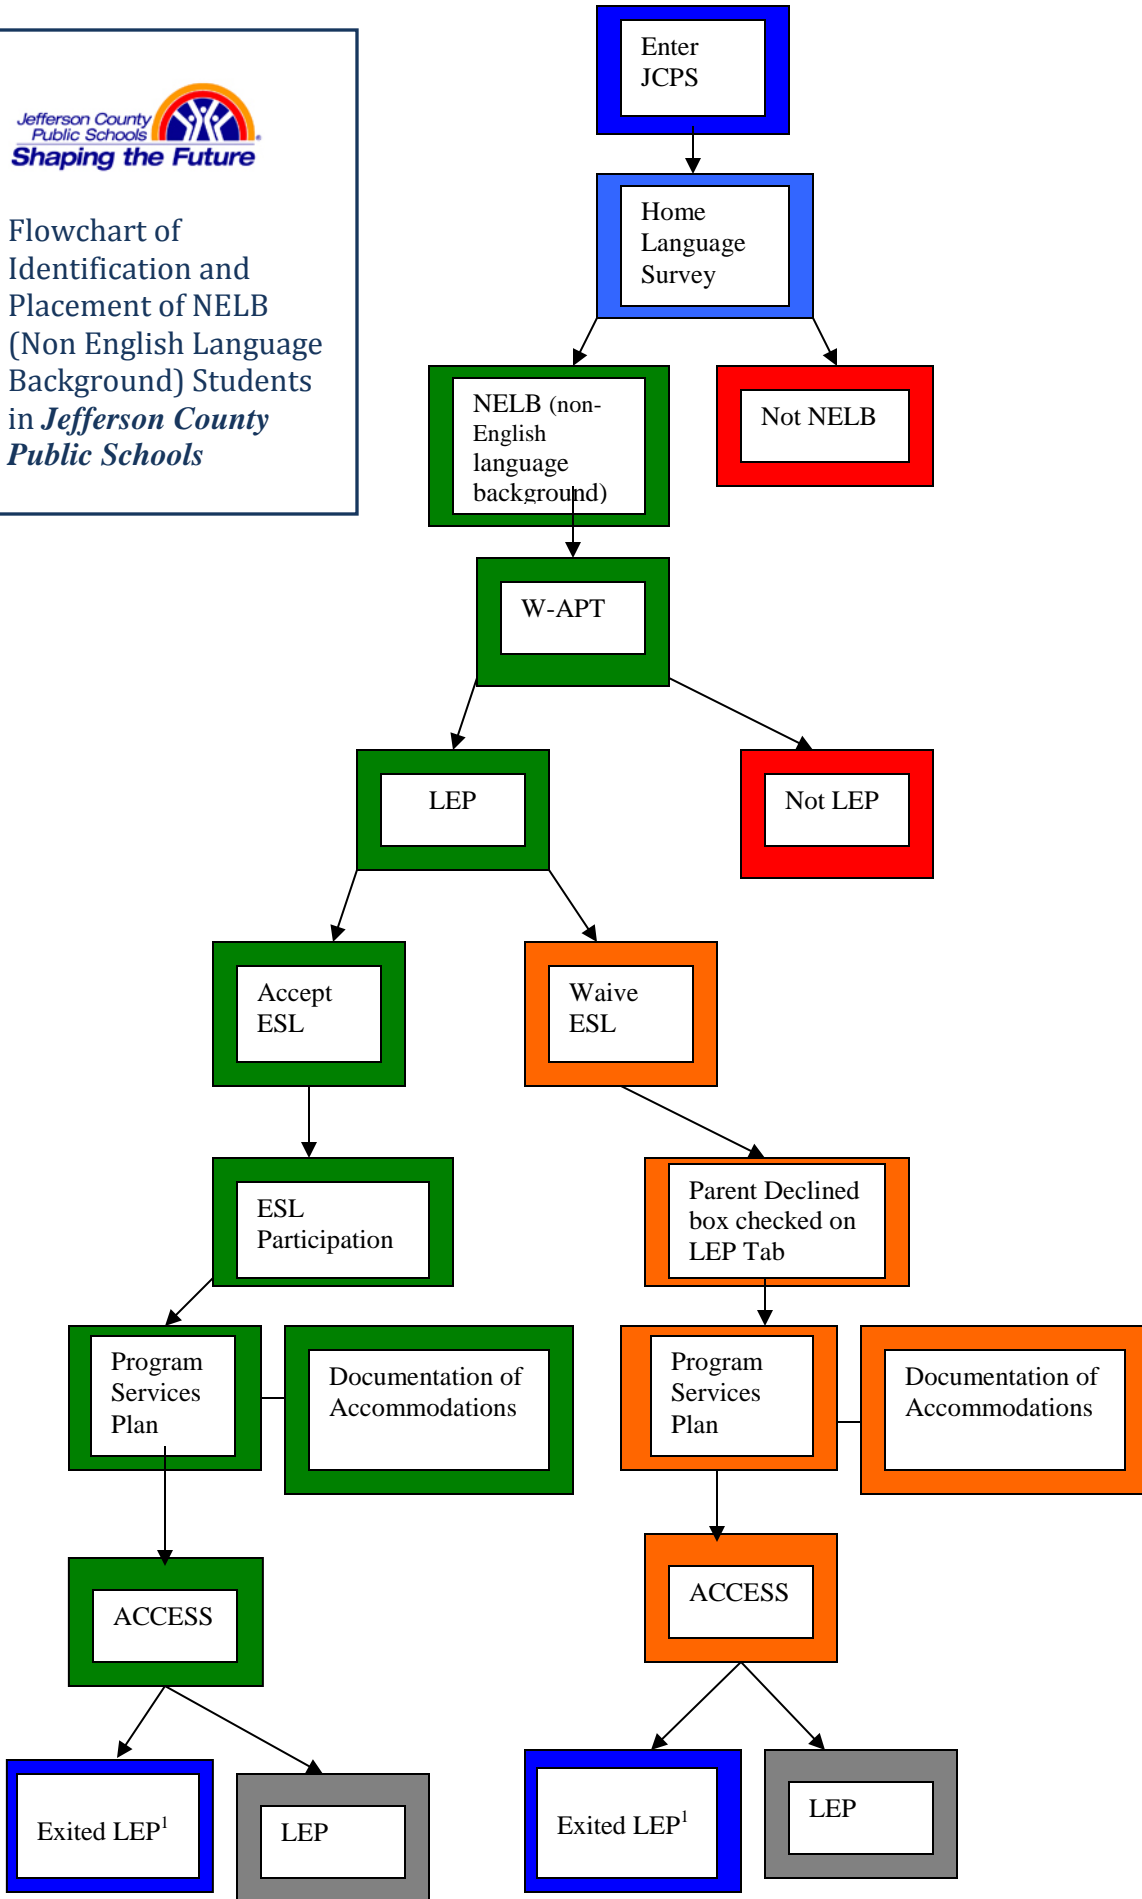 Jefferson County
Public Schools
Shaping the Future
Flowchart of
Identification and
Placement of NELB
(Non English Language
Background) Students
in Jefferson County
Public Schools
Enter
JCPS
Home
Language
Survey
NELB (non-
English
language
background)
Not NELB
W-APT
LEP
Not LEP
Accept
ESL
Waive
ESL
ESL
Participation
Parent Declined
box checked on
LEP Tab
Program
Services
Plan
Documentation of
Accommodations
Program
Services
Plan
Documentation of
Accommodations
ACCESS
ACCESS
Exited LEP¹
LEP
Exited LEP¹
LEP